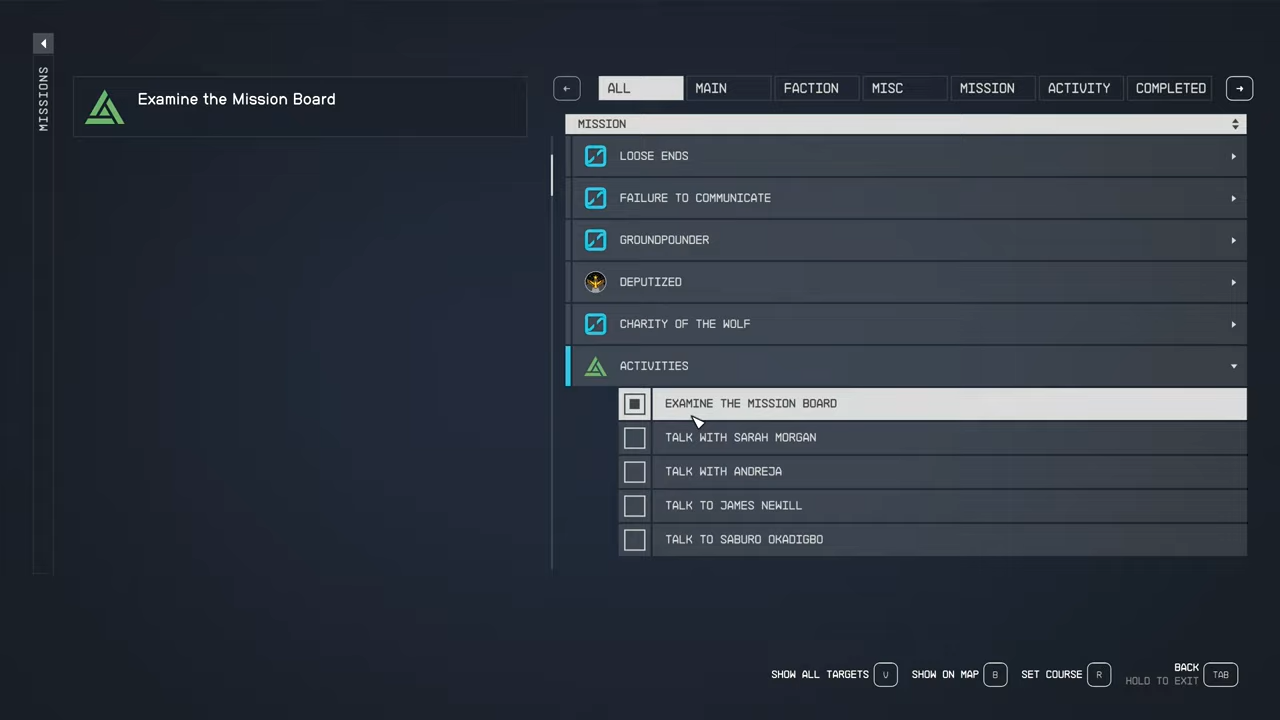 MISSIONS
Examine the Mission Board
ALL
MAIN
FACTION
MISC
MISSION
ACTIVITY
COMPLETED
MISSION
LOOSE ENDS
FAILURE TO COMMUNICATE
GROUNDPOUNDER
DEPUTIZED
CHARITY OF THE WOLF
ACTIVITIES
EXAMINE THE MISSION BOARD
TALK WITH SARAH MORGAN
TALK WITH ANDREJA
TALK TO JAMES NEWILL
TALK TO SABURO OKADIGBO
SHOW ALL TARGETS V
SHOW ON MAP B
SET COURSE R
BACK
HOLD TO EXIT
TAB